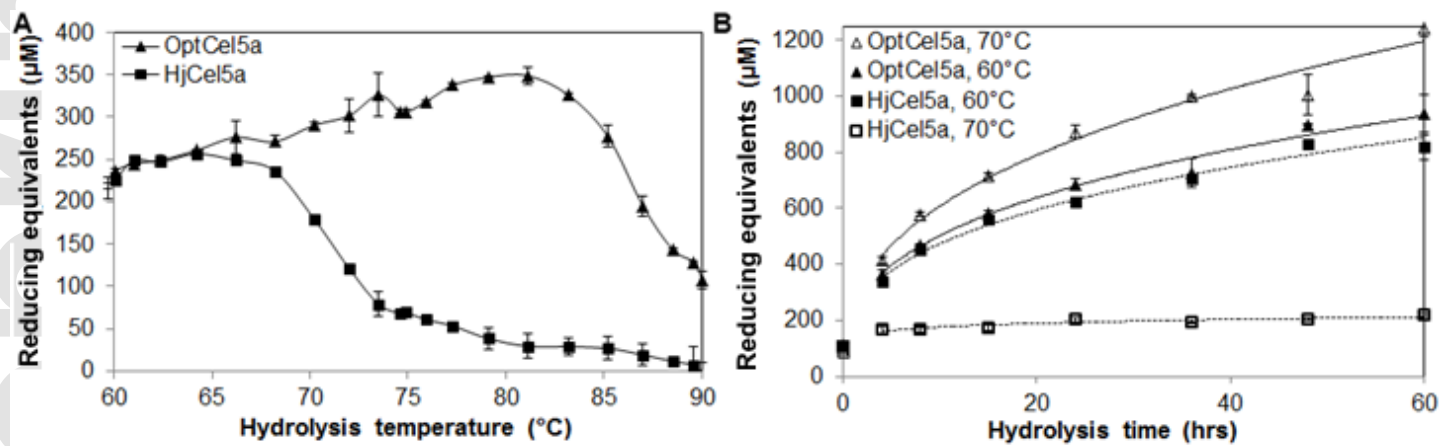 A
Reducing equivalents (µM)
400
350
300
250
200
150
100
50
0
OptCel5a
HjCel5a
60 65 70 75 80 85 90
Hydrolysis temperature (°C)
B
Reducing equivalents (µM)
1200
1000
800
600
400
200
0
OptCel5a, 70°C
OptCel5a, 60°C
HjCel5a, 60°C
HjCel5a, 70°C
0 20 40 60
Hydrolysis time (hrs)